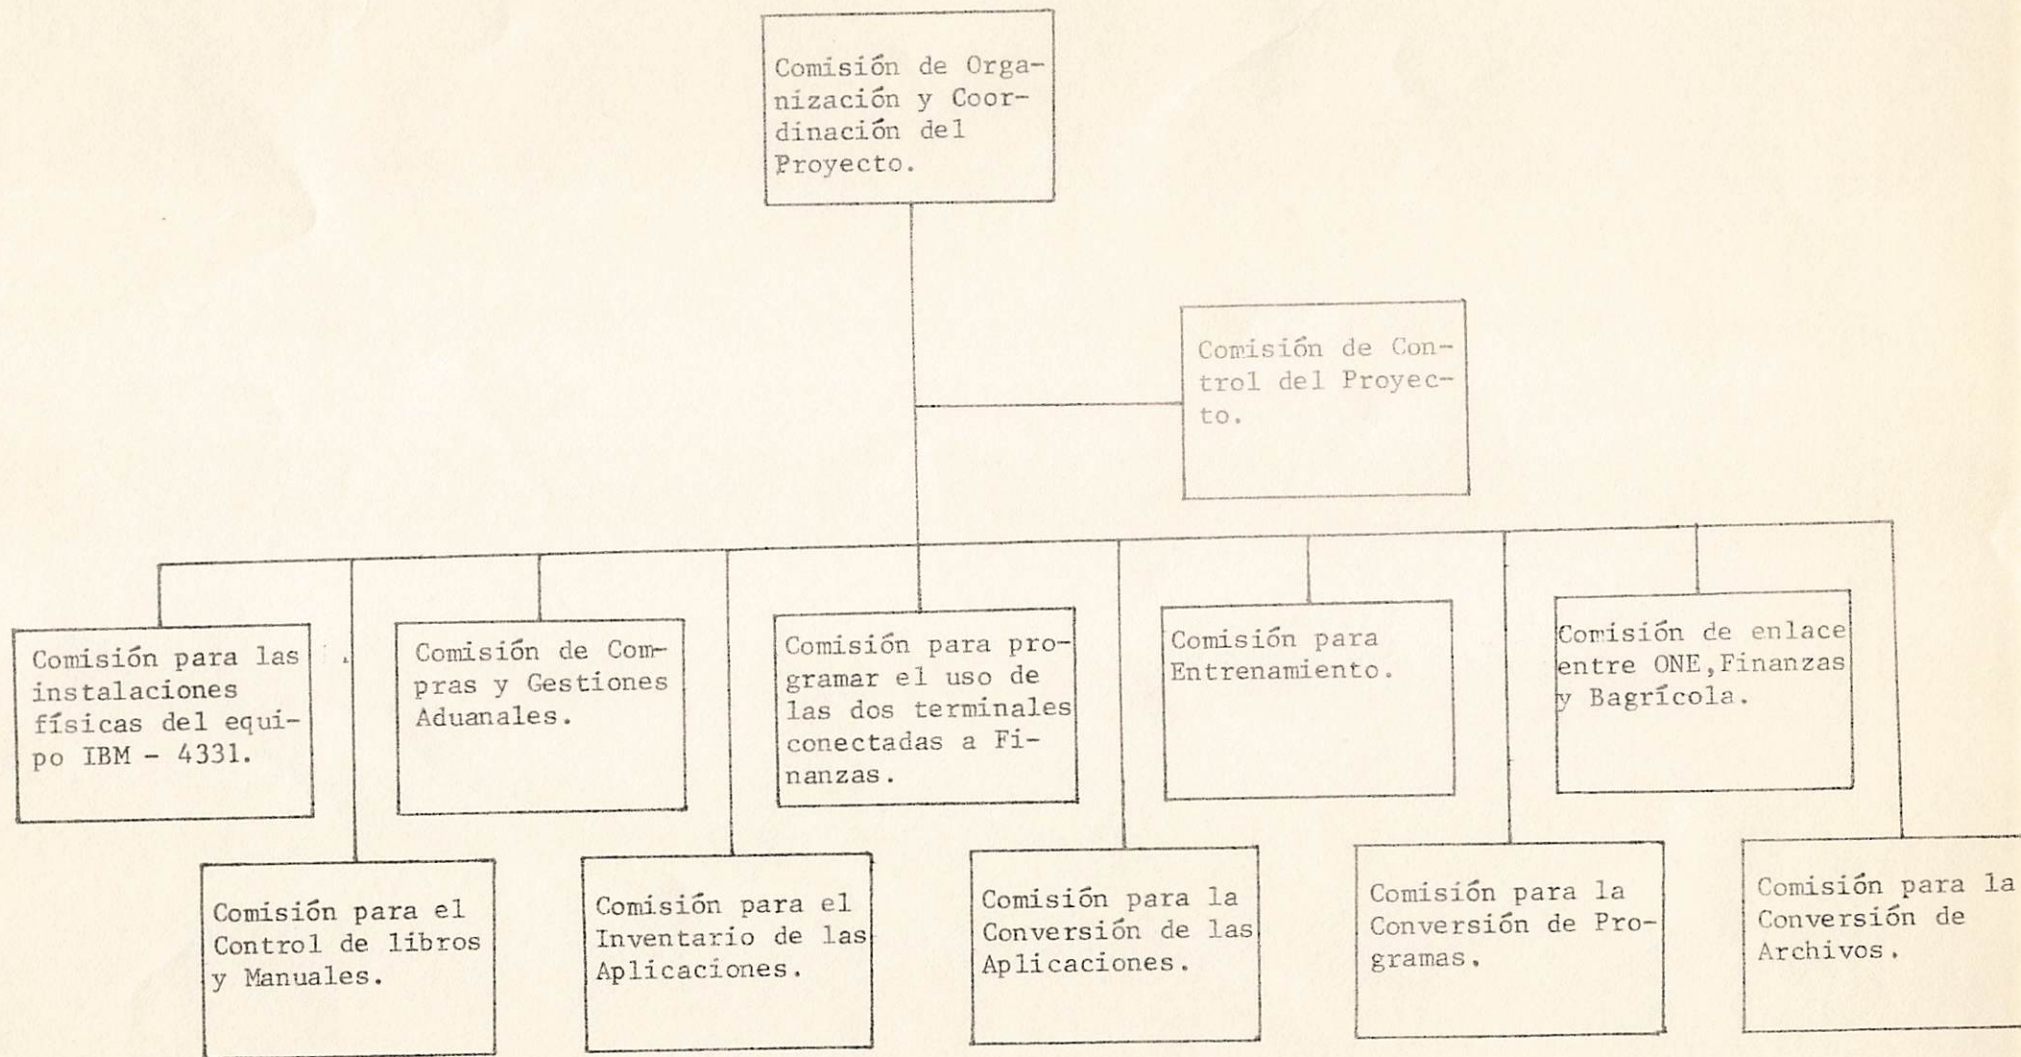 Comisión de Orga-
nización y Coor-
dinación del
Proyecto.
Comisión de Con-
trol del Proyec-
to.
Comisión para las
instalaciones
físicas del equi-
po IBM - 4331.
Comisión de Com-
pras y Gestiones
Aduanales.
Comisión para pro-
gramar el uso de
las dos terminales
conectadas a Fi-
nanzas.
Comisión para
Entrenamiento.
Comisión de enlace
entre ONE,Finanzas
y Bagrícola.
Comisión para el
Control de libros
y Manuales.
Comisión para el
Inventario de las
Aplicaciones.
Comisión para la
Conversión de las
Aplicaciones.
Comisión para la
Conversión de Pro-
gramas.
Comisión para la
Conversión de
Archivos.